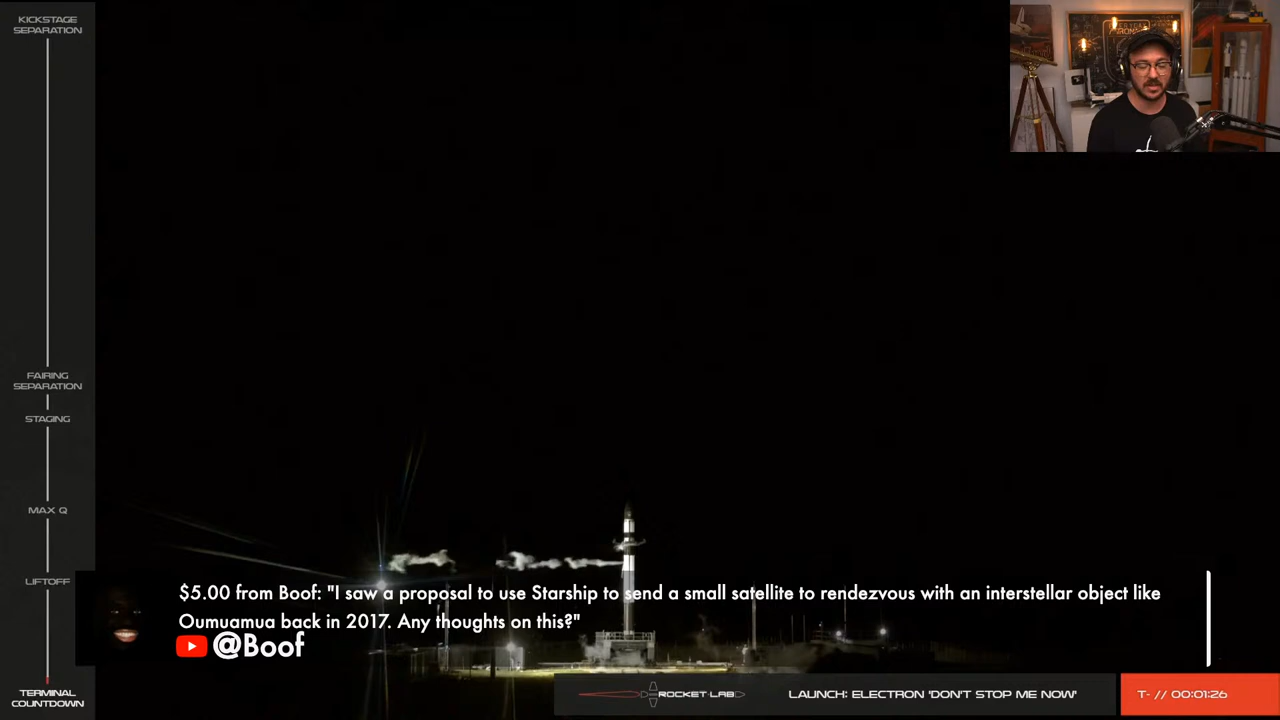 KICKSTAGE
SEPARATION
FAIRING
SEPARATION
STAGING
MAX Q
LIFTOFF
$5.00 from Boof: "I saw a proposal to use Starship to send a small satellite to rendezvous with an interstellar object like
Oumuamua back in 2017. Any thoughts on this?"
@Boof
TERMINAL
COUNTDOWN
ROCKET LAB
LAUNCH: ELECTRON 'DON'T STOP ME NOW'
T- // 00:01:26